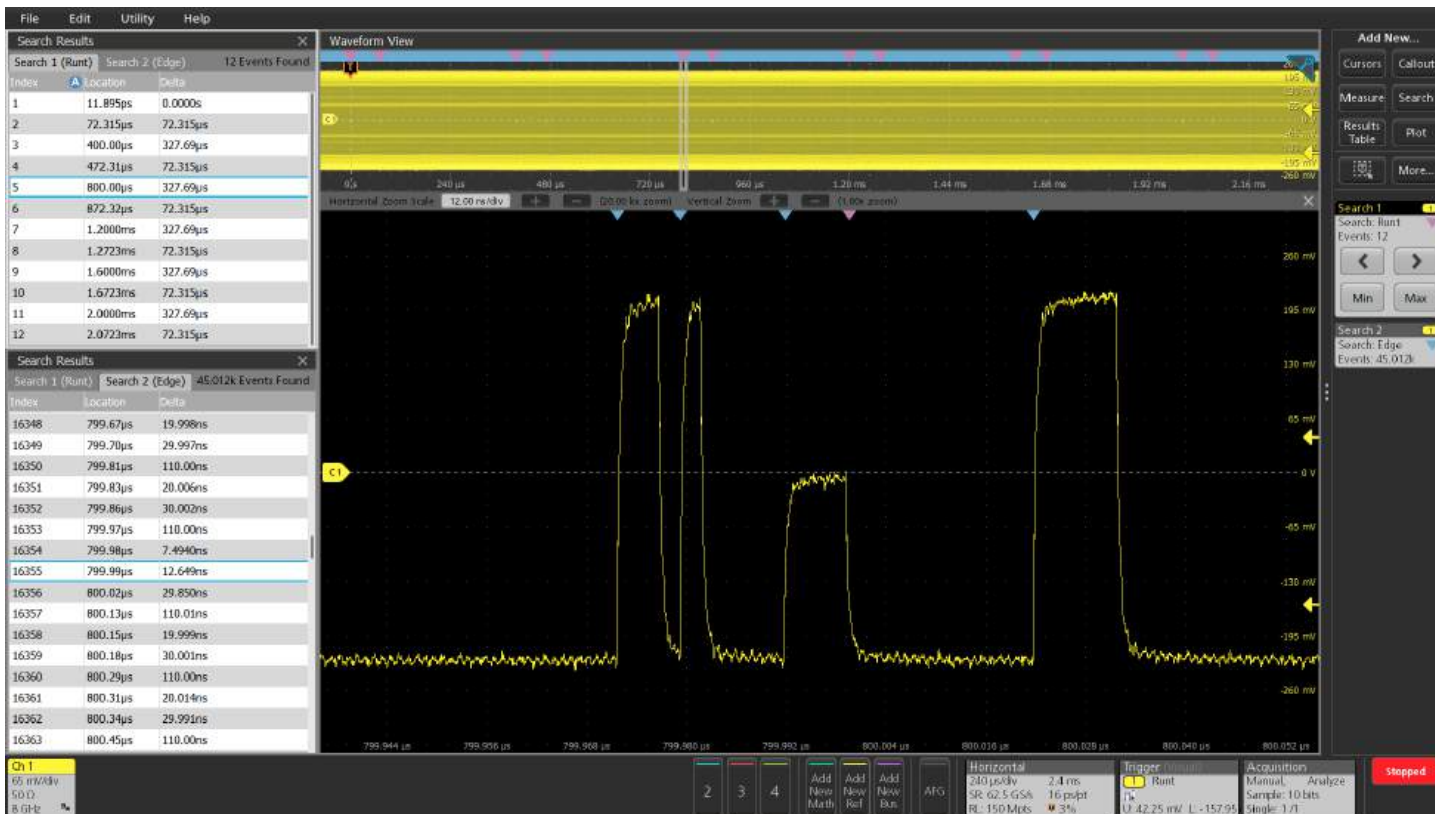 File Edit Utility Help
Search Results
Search 1 (Runt) Search 2 (Edge) 12 Events Found
Index Location Delta
1 11.895ps 0.0000s
2 72.315µs 72.315µs
3 400.00µs 327.69µs
4 472.31µs 72.315µs
5 800.00µs 327.69µs
6 872.32µs 72.315µs
7 1.2000ms 327.69µs
8 1.2723ms 72.315µs
9 1.6000ms 327.69µs
10 1.6723ms 72.315µs
11 2.0000ms 327.69µs
12 2.0723ms 72.315µs
Search Results
Search 1 (Runt) Search 2 (Edge) 45.012k Events Found
Index Location Delta
16348 799.67µs 19.998ns
16349 799.70µs 29.997ns
16350 799.81µs 110.00ns
16351 799.83µs 20.006ns
16352 799.86µs 30.002ns
16353 799.97µs 110.00ns
16354 799.98µs 7.4940ns
16355 799.99µs 12.649ns
16356 800.02µs 29.850ns
16357 800.13µs 110.01ns
16358 800.15µs 19.999ns
16359 800.18µs 30.001ns
16360 800.29µs 110.00ns
16361 800.31µs 20.014ns
16362 800.34µs 29.991ns
16363 800.45µs 110.00ns
Waveform View
-195 mV
-260 mV
0 s 240 µs 480 µs 720 µs 960 µs 1.20 ms 1.44 ms 1.68 ms 1.92 ms 2.16 ms
Horizontal Zoom Scale 12.00 ns/div (20.00 kx zoom) Vertical Zoom (1.00x zoom)
260 mV
195 mV
130 mV
65 mV
C1 0 V
-65 mV
-130 mV
-195 mV
-260 mV
799.944 µs 799.956 µs 799.968 µs 799.980 µs 799.992 µs 800.004 µs 800.016 µs 800.028 µs 800.040 µs 800.052 µs
Add New...
Cursors Callout
Measure Search
Results Table Plot
More...
Search 1
Search: Runt
Events: 12
Min Max
Search 2
Search: Edge
Events: 45.012k
Ch 1
65 mV/div
50 Ω
8 GHz
2 3 4
Add New Math
Add New Ref
Add New Bus
AFG
Horizontal
240 µs/div 2.4 ms
SR: 62.5 GS/s 16 ps/pt
RL: 150 Mpts 3%
Trigger
1 Runt
U: 42.25 mV L: -157.95
Acquisition
Manual, Analyze
Sample: 10 bits
Single: 1/1
Stopped